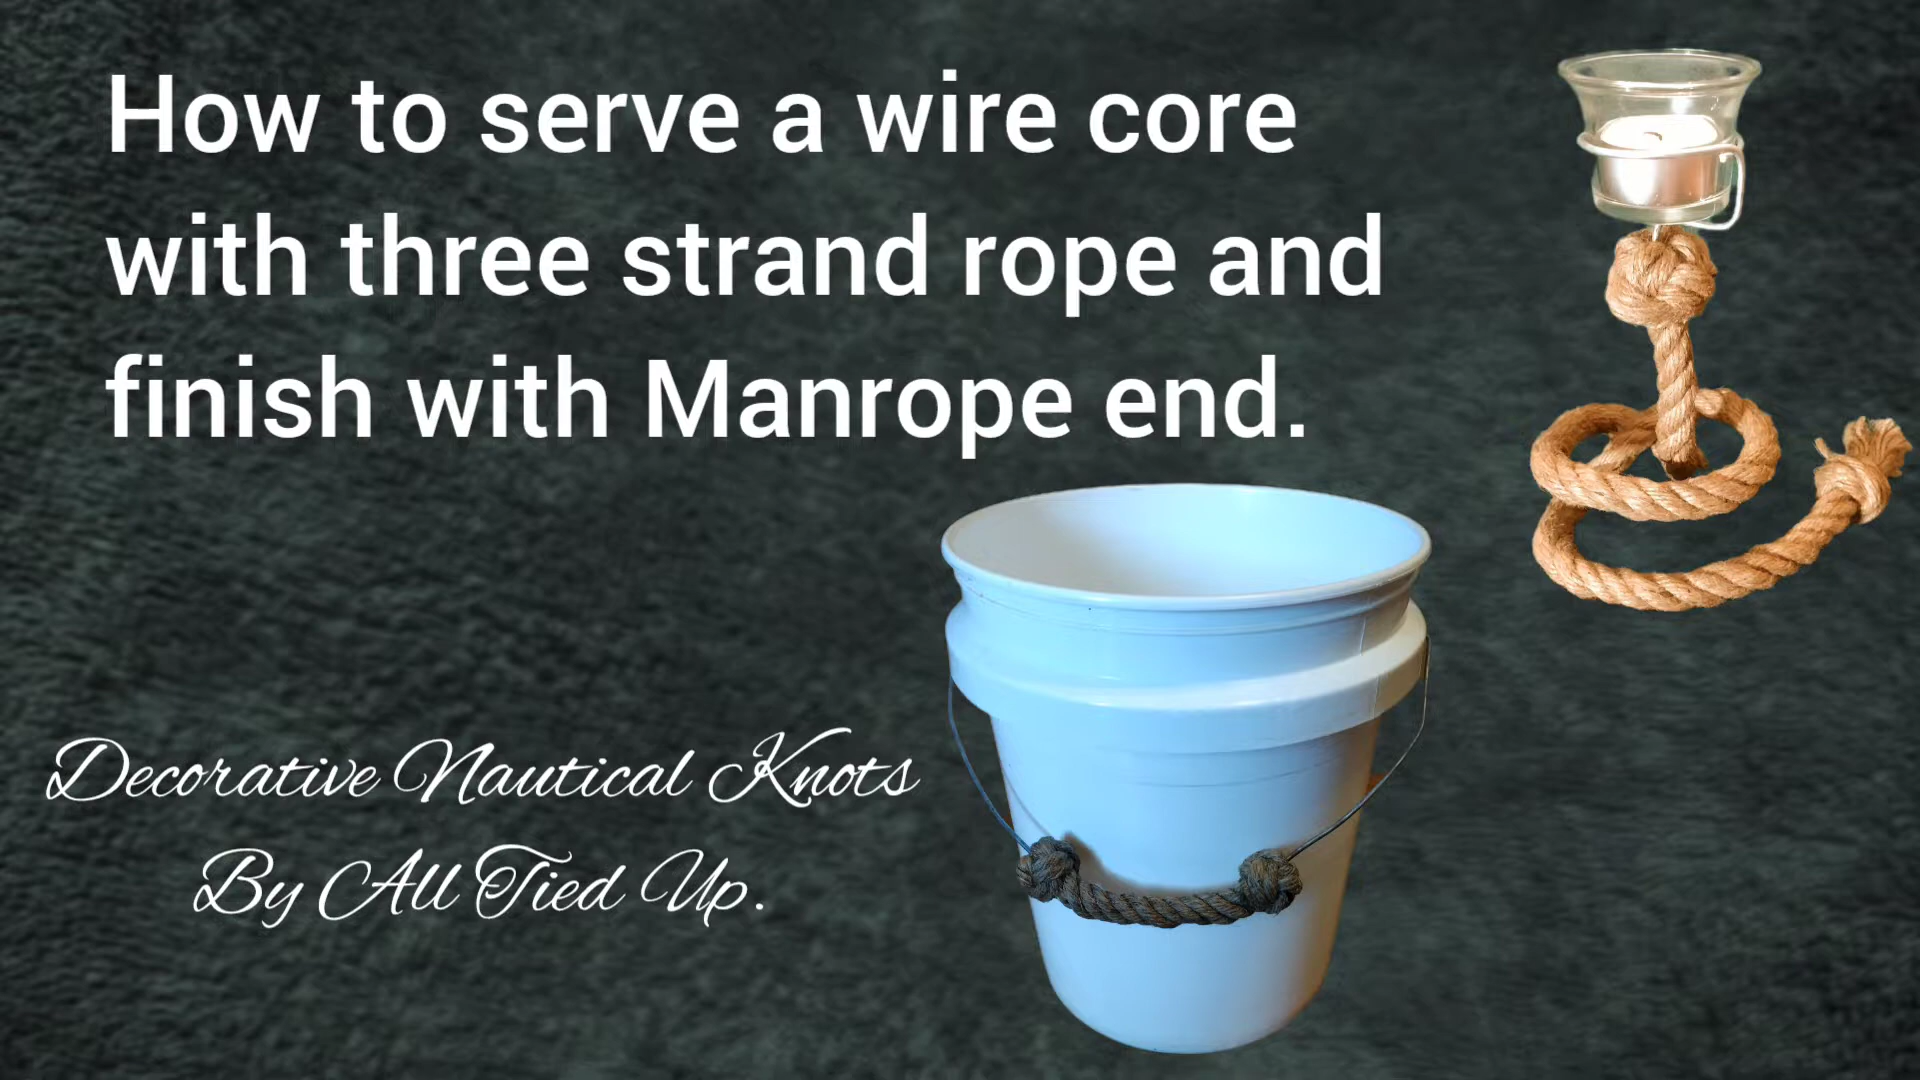 How to serve a wire core
with three strand rope and
finish with Manrope end.
Decorative Nautical Knots
By All Tied Up.